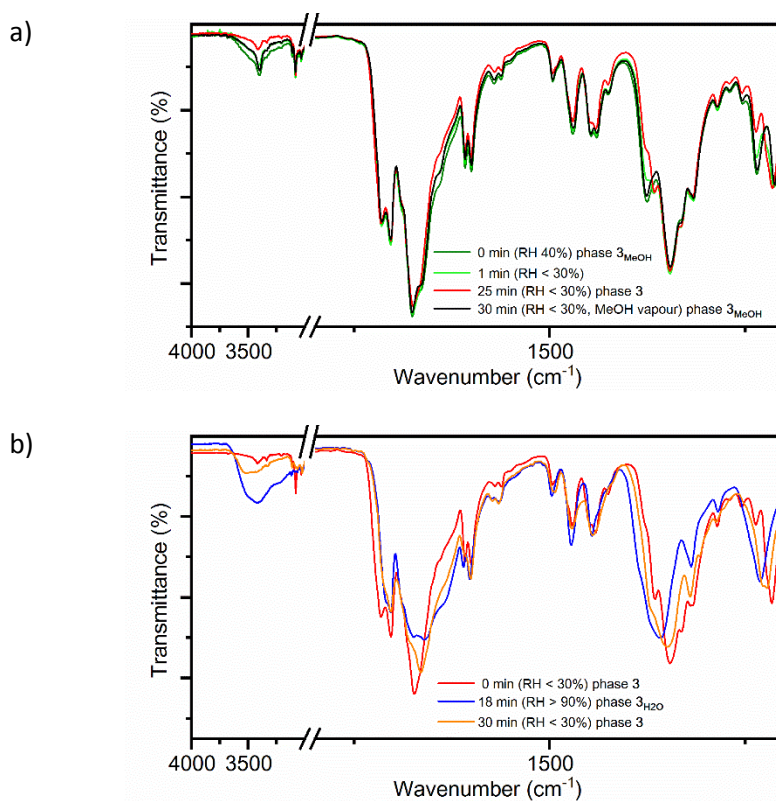 a)
Transmittance (%)
0 min (RH 40%) phase 3MeOH
1 min (RH < 30%)
25 min (RH < 30%) phase 3
30 min (RH < 30%, MeOH vapour) phase 3MeOH
4000 3500 1500
Wavenumber (cm-1)
b)
Transmittance (%)
0 min (RH < 30%) phase 3
18 min (RH > 90%) phase 3H2O
30 min (RH < 30%) phase 3
4000 3500 1500
Wavenumber (cm-1)